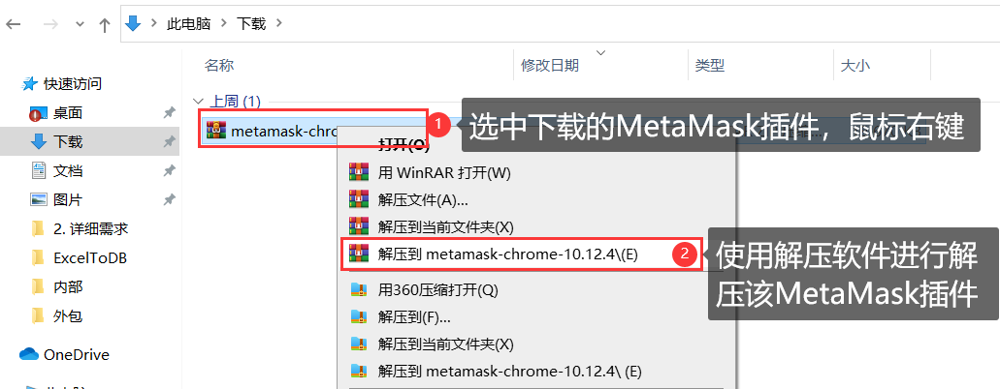 此电脑 > 下载 >
名称 修改日期 类型 大小
快速访问
桌面
下载
文档
图片
2. 详细需求
ExcelToDB
内部
外包
OneDrive
上周 (1)
metamask-chro
1 选中下载的MetaMask插件，鼠标右键
打开(O)
用 WinRAR 打开(W)
解压文件(A)...
解压到当前文件夹(X)
解压到 metamask-chrome-10.12.4\(E)
2 使用解压软件进行解
压该MetaMask插件
用360压缩打开(Q)
解压到(F)...
解压到当前文件夹(X)
解压到 metamask-chrome-10.12.4\ (E)